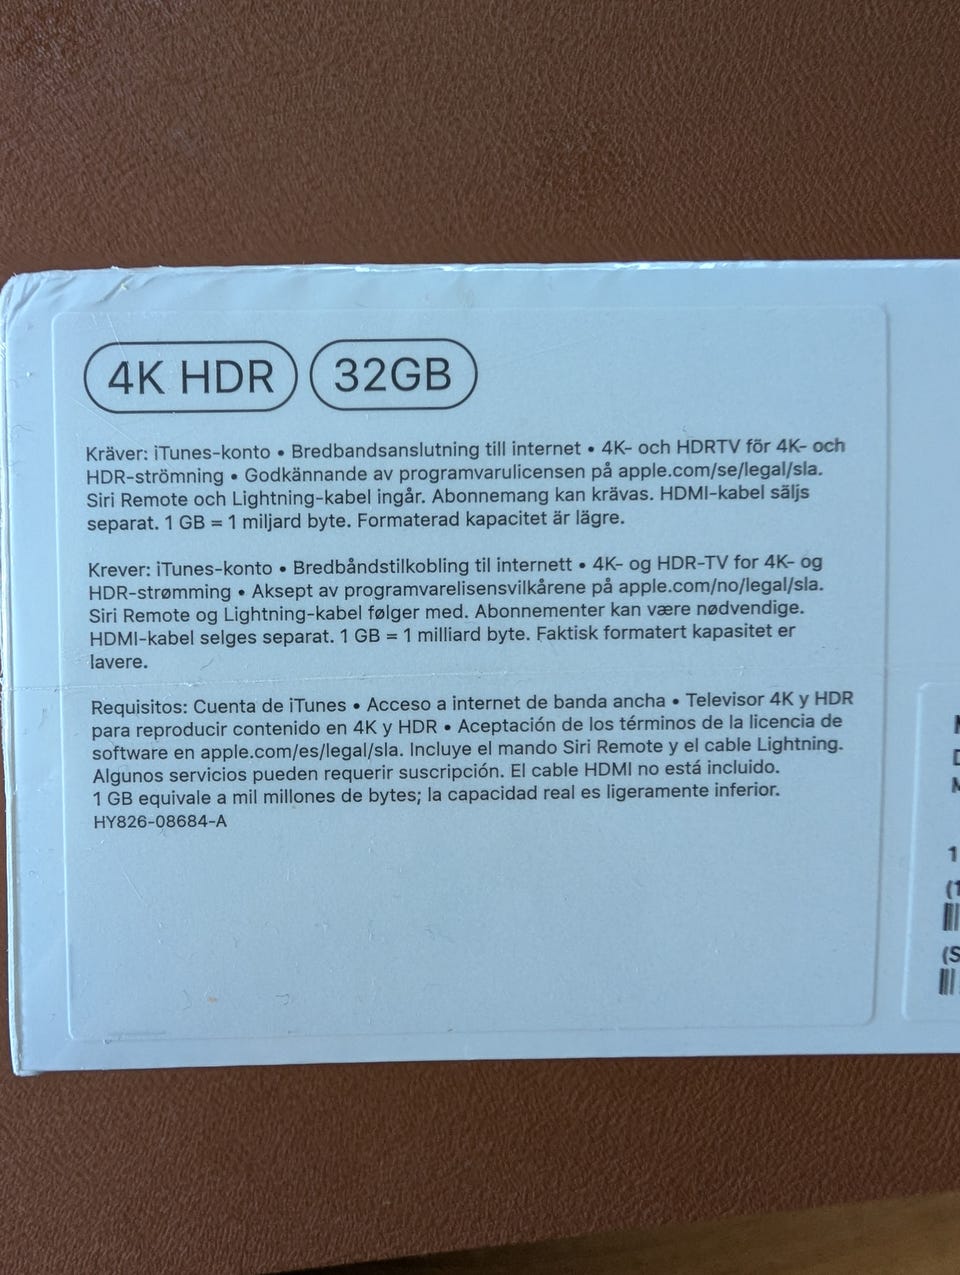 4K HDR 32GB
Kräver: iTunes-konto • Bredbandsanslutning till internet • 4K- och HDRTV för 4K- och
HDR-strömning • Godkännande av programvarulicensen på apple.com/se/legal/sla.
Siri Remote och Lightning-kabel ingår. Abonnemang kan krävas. HDMI-kabel säljs
separat. 1 GB = 1 miljard byte. Formaterad kapacitet är lägre.
Krever: iTunes-konto • Bredbåndstilkobling til internett • 4K- og HDR-TV for 4K- og
HDR-strømming • Aksept av programvarelisensvilkårene på apple.com/no/legal/sla.
Siri Remote og Lightning-kabel følger med. Abonnementer kan være nødvendige.
HDMI-kabel selges separat. 1 GB = 1 milliard byte. Faktisk formatert kapasitet er
lavere.
Requisitos: Cuenta de iTunes • Acceso a internet de banda ancha • Televisor 4K y HDR
para reproducir contenido en 4K y HDR • Aceptación de los términos de la licencia de
software en apple.com/es/legal/sla. Incluye el mando Siri Remote y el cable Lightning.
Algunos servicios pueden requerir suscripción. El cable HDMI no está incluido.
1 GB equivale a mil millones de bytes; la capacidad real es ligeramente inferior.
HY826-08684-A